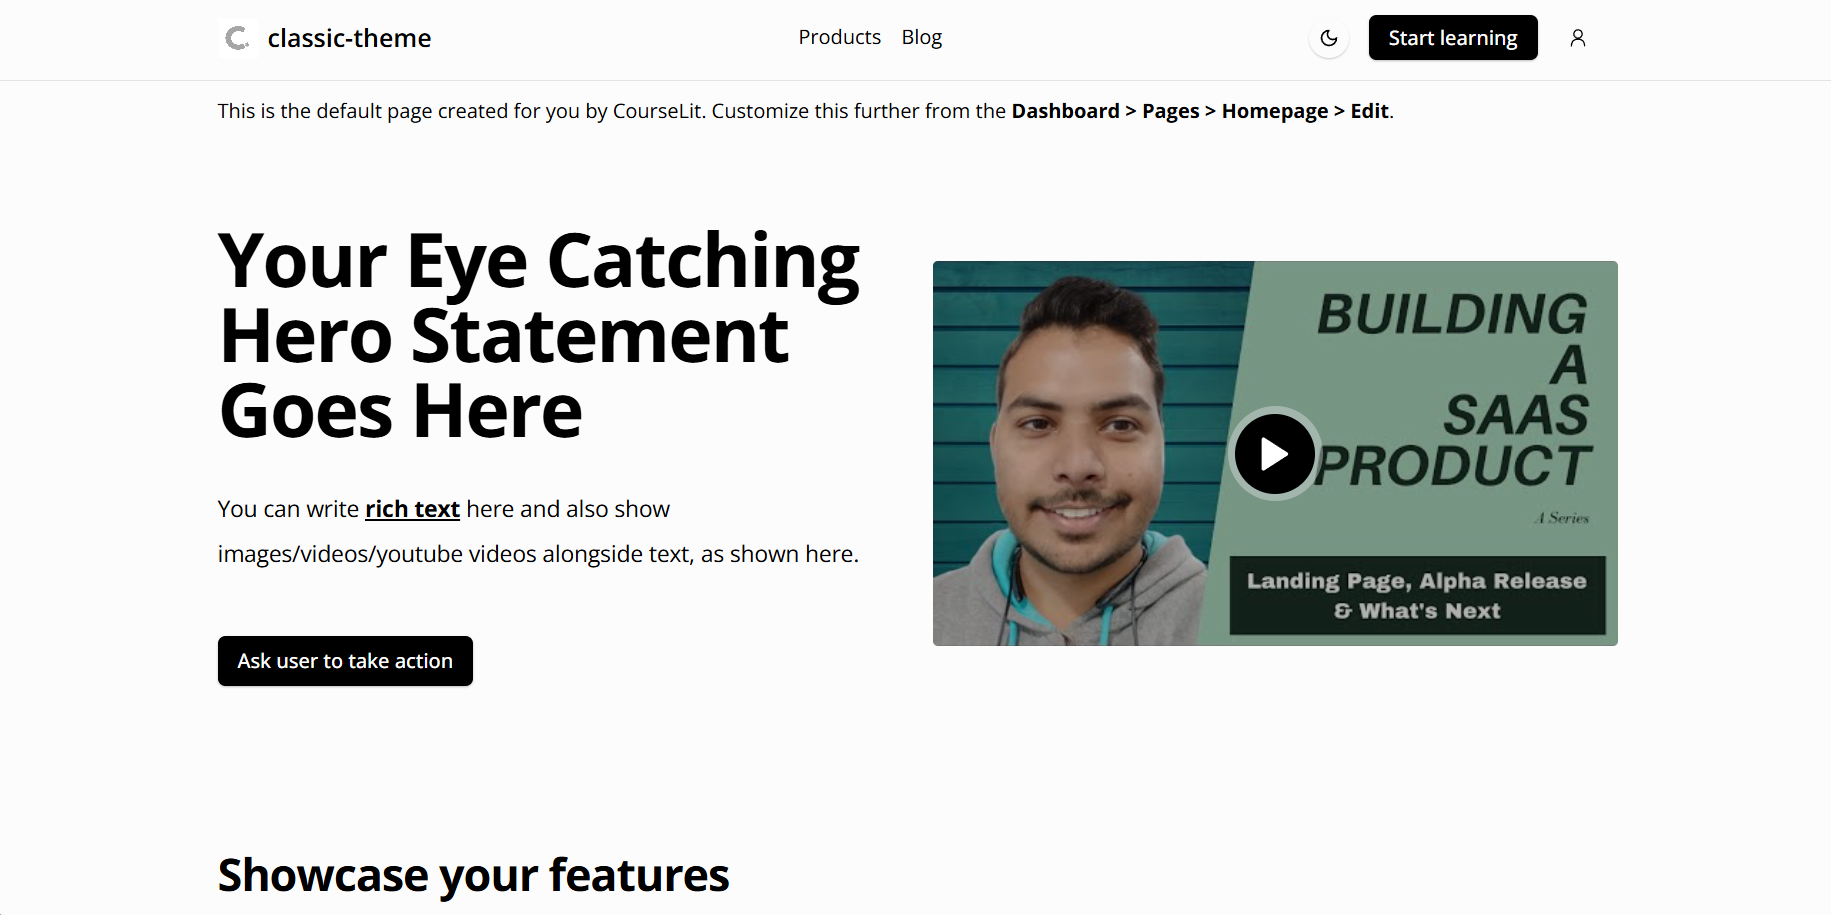 classic-theme
Products
Blog
Start learning
This is the default page created for you by CourseLit. Customize this further from the Dashboard > Pages > Homepage > Edit.
Your Eye Catching
Hero Statement
Goes Here
You can write rich text here and also show
images/videos/youtube videos alongside text, as shown here.
Ask user to take action
BUILDING
A
SAAS
PRODUCT
A Series
Landing Page, Alpha Release
& What's Next
Showcase your features